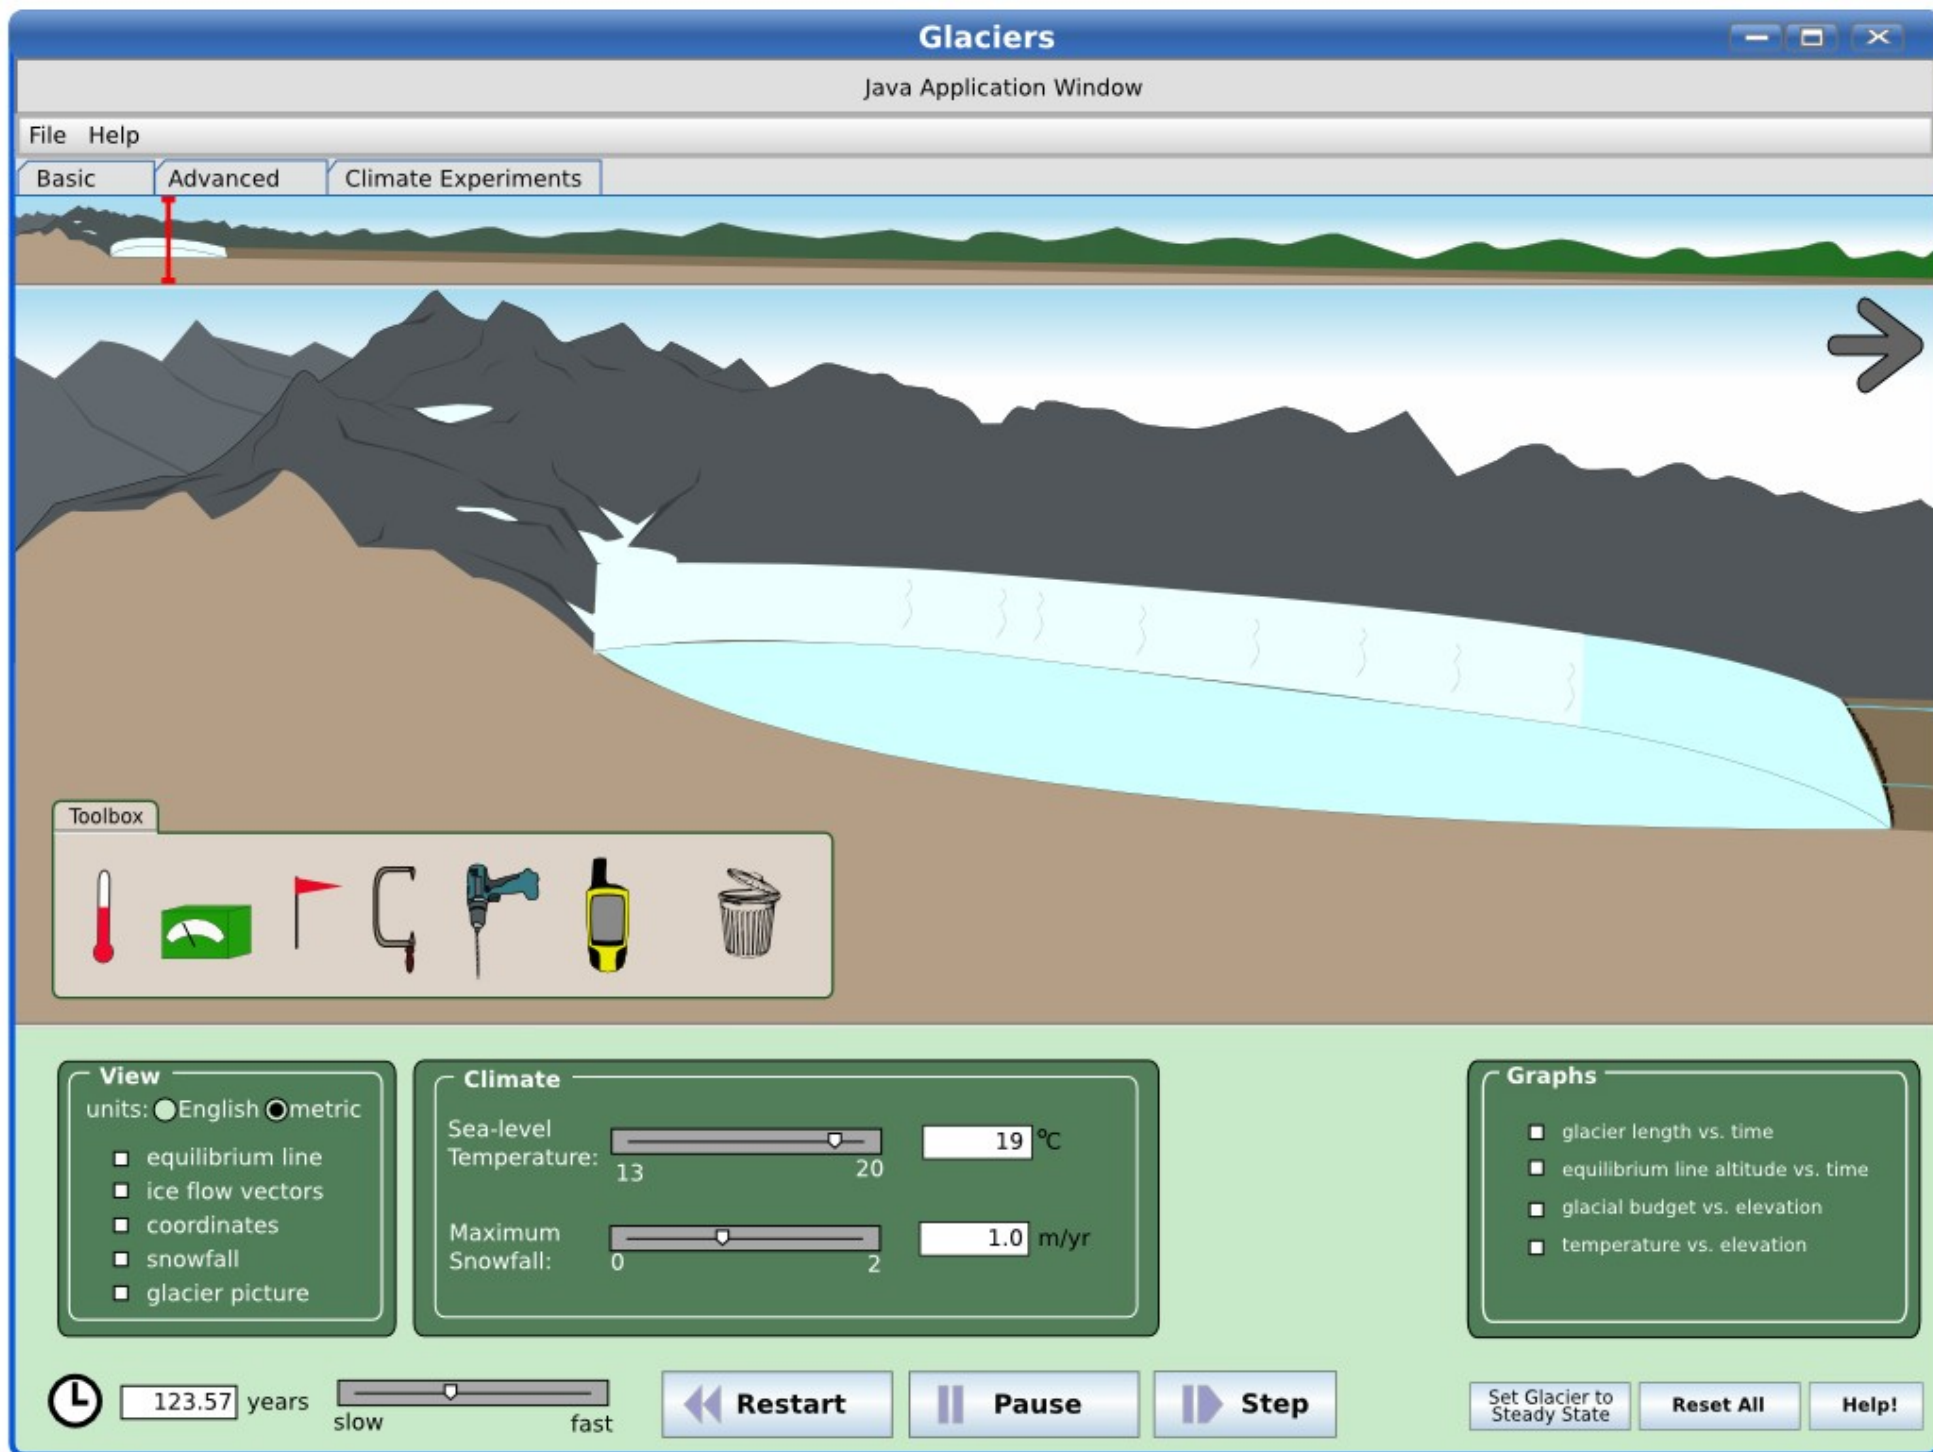 Glaciers
Java Application Window
File Help
Basic Advanced Climate Experiments
Toolbox
View
units: English metric
equilibrium line
ice flow vectors
coordinates
snowfall
glacier picture
Climate
Sea-level
Temperature:
13 20
19 °C
Maximum
Snowfall:
0 2
1.0 m/yr
Graphs
glacier length vs. time
equilibrium line altitude vs. time
glacial budget vs. elevation
temperature vs. elevation
123.57 years
slow fast
Restart
Pause
Step
Set Glacier to
Steady State
Reset All
Help!